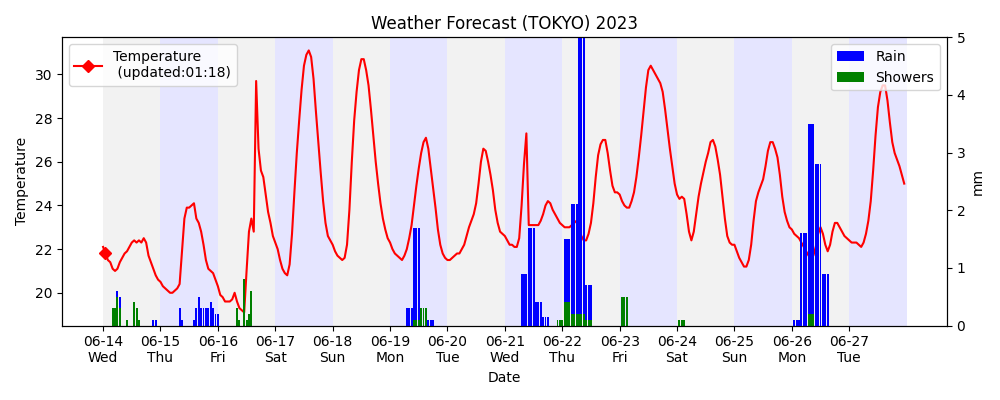 Weather Forecast (TOKYO) 2023
Temperature
(updated:01:18)
Rain
Showers
Temperature
30
28
26
24
22
20
5
4
3
2
1
0
mm
06-14 06-15 06-16 06-17 06-18 06-19 06-20 06-21 06-22 06-23 06-24 06-25 06-26 06-27
Wed Thu Fri Sat Sun Mon Tue Wed Thu Fri Sat Sun Mon Tue
Date